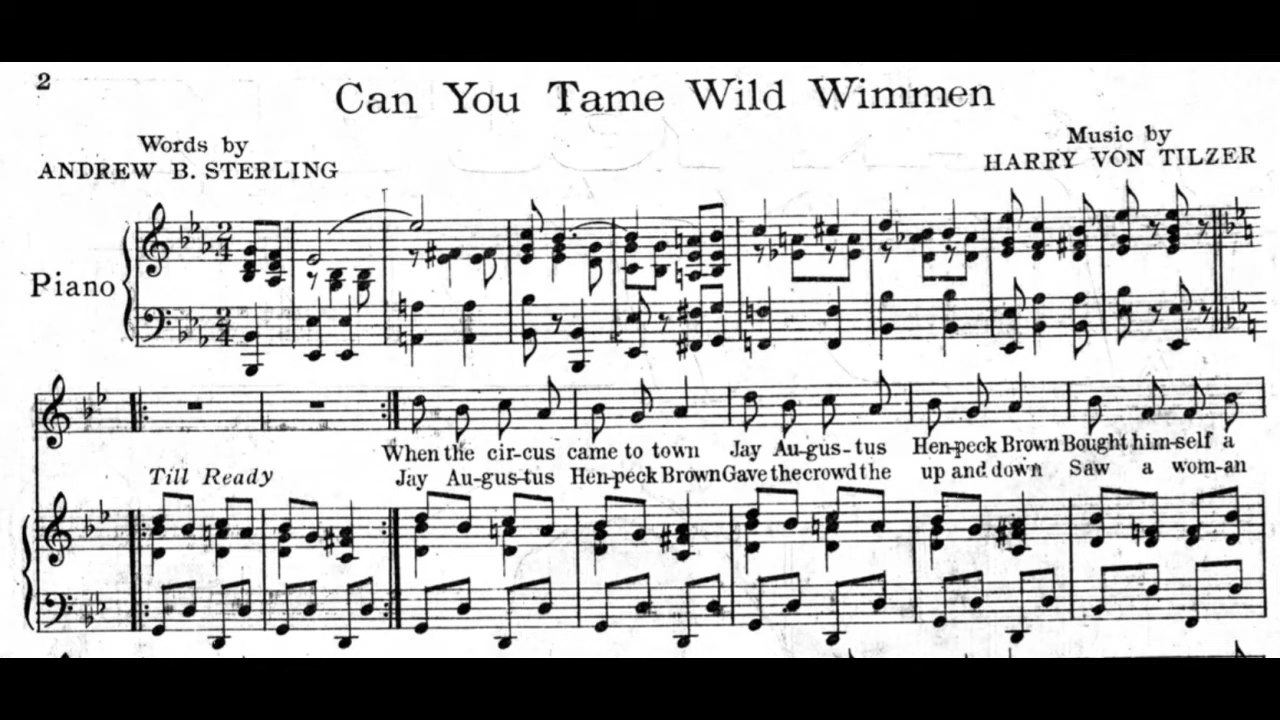 2
Can You Tame Wild Wimmen
Words by
ANDREW B. STERLING
Music by
HARRY VON TILZER
Piano
When the cir-cus came to town Jay Au-gus-tus Hen-peck Brown Bought him-self a
Till Ready
Jay Au-gus-tus Hen-peck Brown Gave the crowd the up and down Saw a wom-an